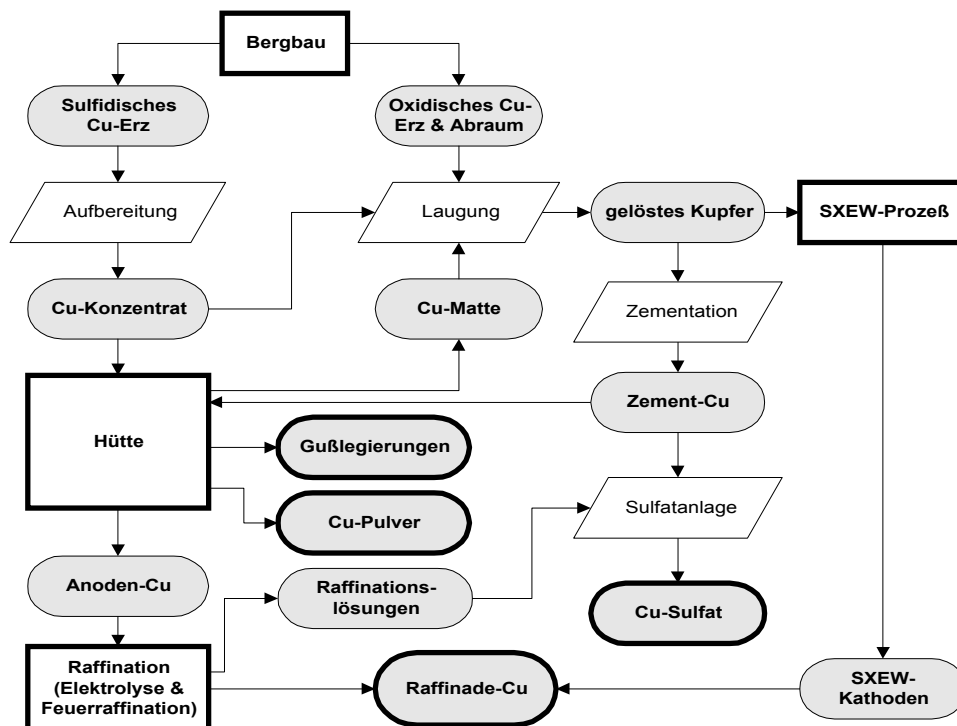 Bergbau
Sulfidisches
Cu-Erz
Oxidisches Cu-
Erz & Abraum
Aufbereitung
Laugung
gelöstes Kupfer
SXEW-Prozeß
Cu-Konzentrat
Cu-Matte
Zementation
Hütte
Zement-Cu
Gußlegierungen
Cu-Pulver
Sulfatanlage
Anoden-Cu
Raffinations-
lösungen
Cu-Sulfat
Raffination
(Elektrolyse &
Feuerraffination)
Raffinade-Cu
SXEW-
Kathoden